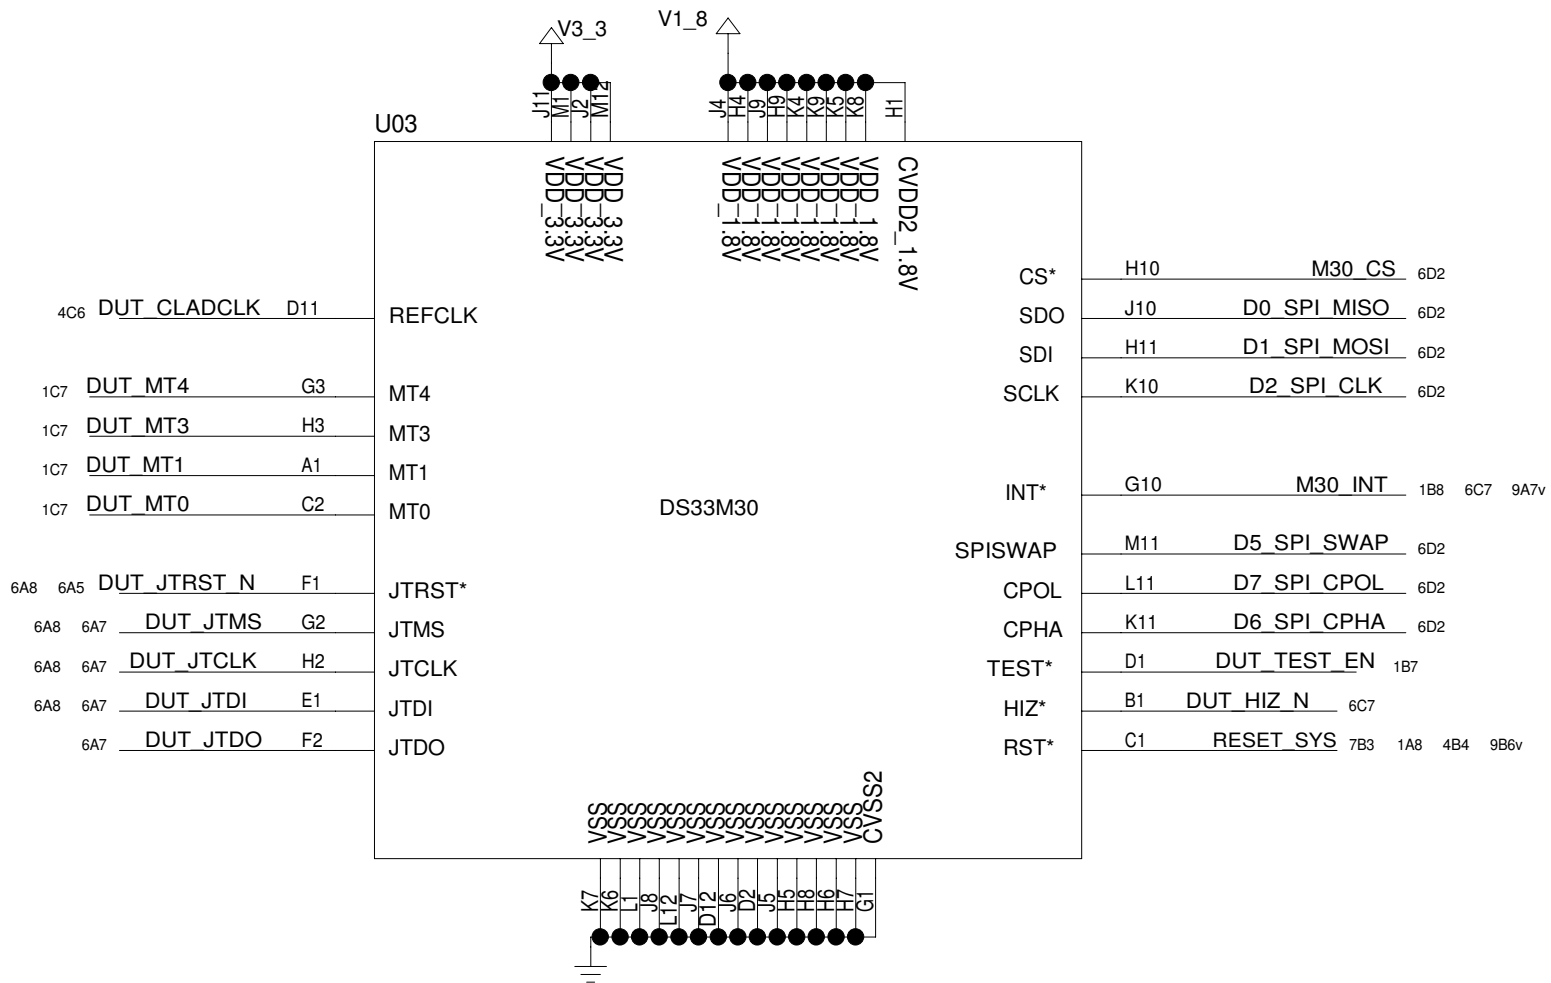 V3_3 V1_8
J11 M1 J2 M12 J4 H4 J9 H9 K4 K9 K5 K8 H1
U03
VDD_3.3V VDD_3.3V VDD_3.3V VDD_3.3V VDD_1.8V VDD_1.8V VDD_1.8V VDD_1.8V VDD_1.8V VDD_1.8V VDD_1.8V VDD_1.8V CVDD2_1.8V
CS* H10 M30_CS 6D2
4C6 DUT_CLADCLK D11 REFCLK SDO J10 D0_SPI_MISO 6D2
SDI H11 D1_SPI_MOSI 6D2
1C7 DUT_MT4 G3 MT4 SCLK K10 D2_SPI_CLK 6D2
1C7 DUT_MT3 H3 MT3
1C7 DUT_MT1 A1 MT1
1C7 DUT_MT0 C2 MT0 DS33M30 INT* G10 M30_INT 1B8 6C7 9A7v
SPISWAP M11 D5_SPI_SWAP 6D2
6A8 6A5 DUT_JTRST_N F1 JTRST* CPOL L11 D7_SPI_CPOL 6D2
6A8 6A7 DUT_JTMS G2 JTMS CPHA K11 D6_SPI_CPHA 6D2
6A8 6A7 DUT_JTCLK H2 JTCLK TEST* D1 DUT_TEST_EN 1B7
6A8 6A7 DUT_JTDI E1 JTDI HIZ* B1 DUT_HIZ_N 6C7
6A7 DUT_JTDO F2 JTDO RST* C1 RESET_SYS 7B3 1A8 4B4 9B6v
VSS VSS VSS VSS VSS VSS VSS VSS VSS VSS VSS VSS VSS VSS CVSS2
K7 K6 L1 J8 L12 J7 D12 J6 D2 J5 H5 H8 H6 H7 G1